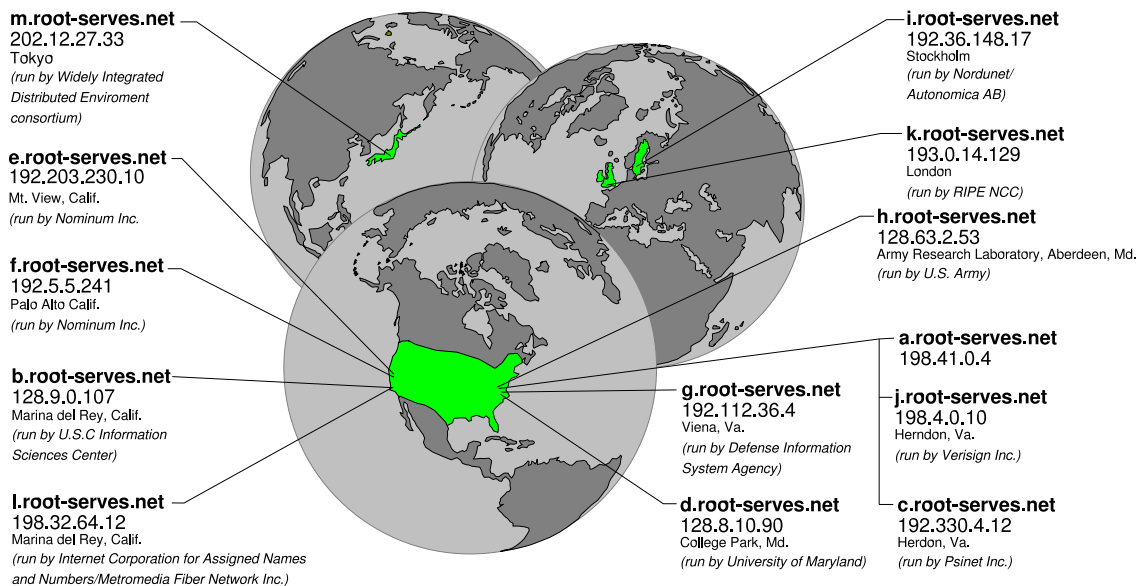 m.root-serves.net
202.12.27.33
Tokyo
(run by Widely Integrated
Distributed Enviroment
consortium)
e.root-serves.net
192.203.230.10
Mt. View, Calif.
(run by Nominum Inc.
f.root-serves.net
192.5.5.241
Palo Alto Calif.
(run by Nominum Inc.)
b.root-serves.net
128.9.0.107
Marina del Rey, Calif.
(run by U.S.C Information
Sciences Center)
l.root-serves.net
198.32.64.12
Marina del Rey, Calif.
(run by Internet Corporation for Assigned Names
and Numbers/Metromedia Fiber Network Inc.)
i.root-serves.net
192.36.148.17
Stockholm
(run by Nordunet/
Autonomica AB)
k.root-serves.net
193.0.14.129
London
(run by RIPE NCC)
h.root-serves.net
128.63.2.53
Army Research Laboratory, Aberdeen, Md.
(run by U.S. Army)
a.root-serves.net
198.41.0.4
g.root-serves.net
192.112.36.4
Viena, Va.
(run by Defense Information
System Agency)
j.root-serves.net
198.4.0.10
Herndon, Va.
(run by Verisign Inc.)
d.root-serves.net
128.8.10.90
College Park, Md.
(run by University of Maryland)
c.root-serves.net
192.330.4.12
Herdon, Va.
(run by Psinet Inc.)